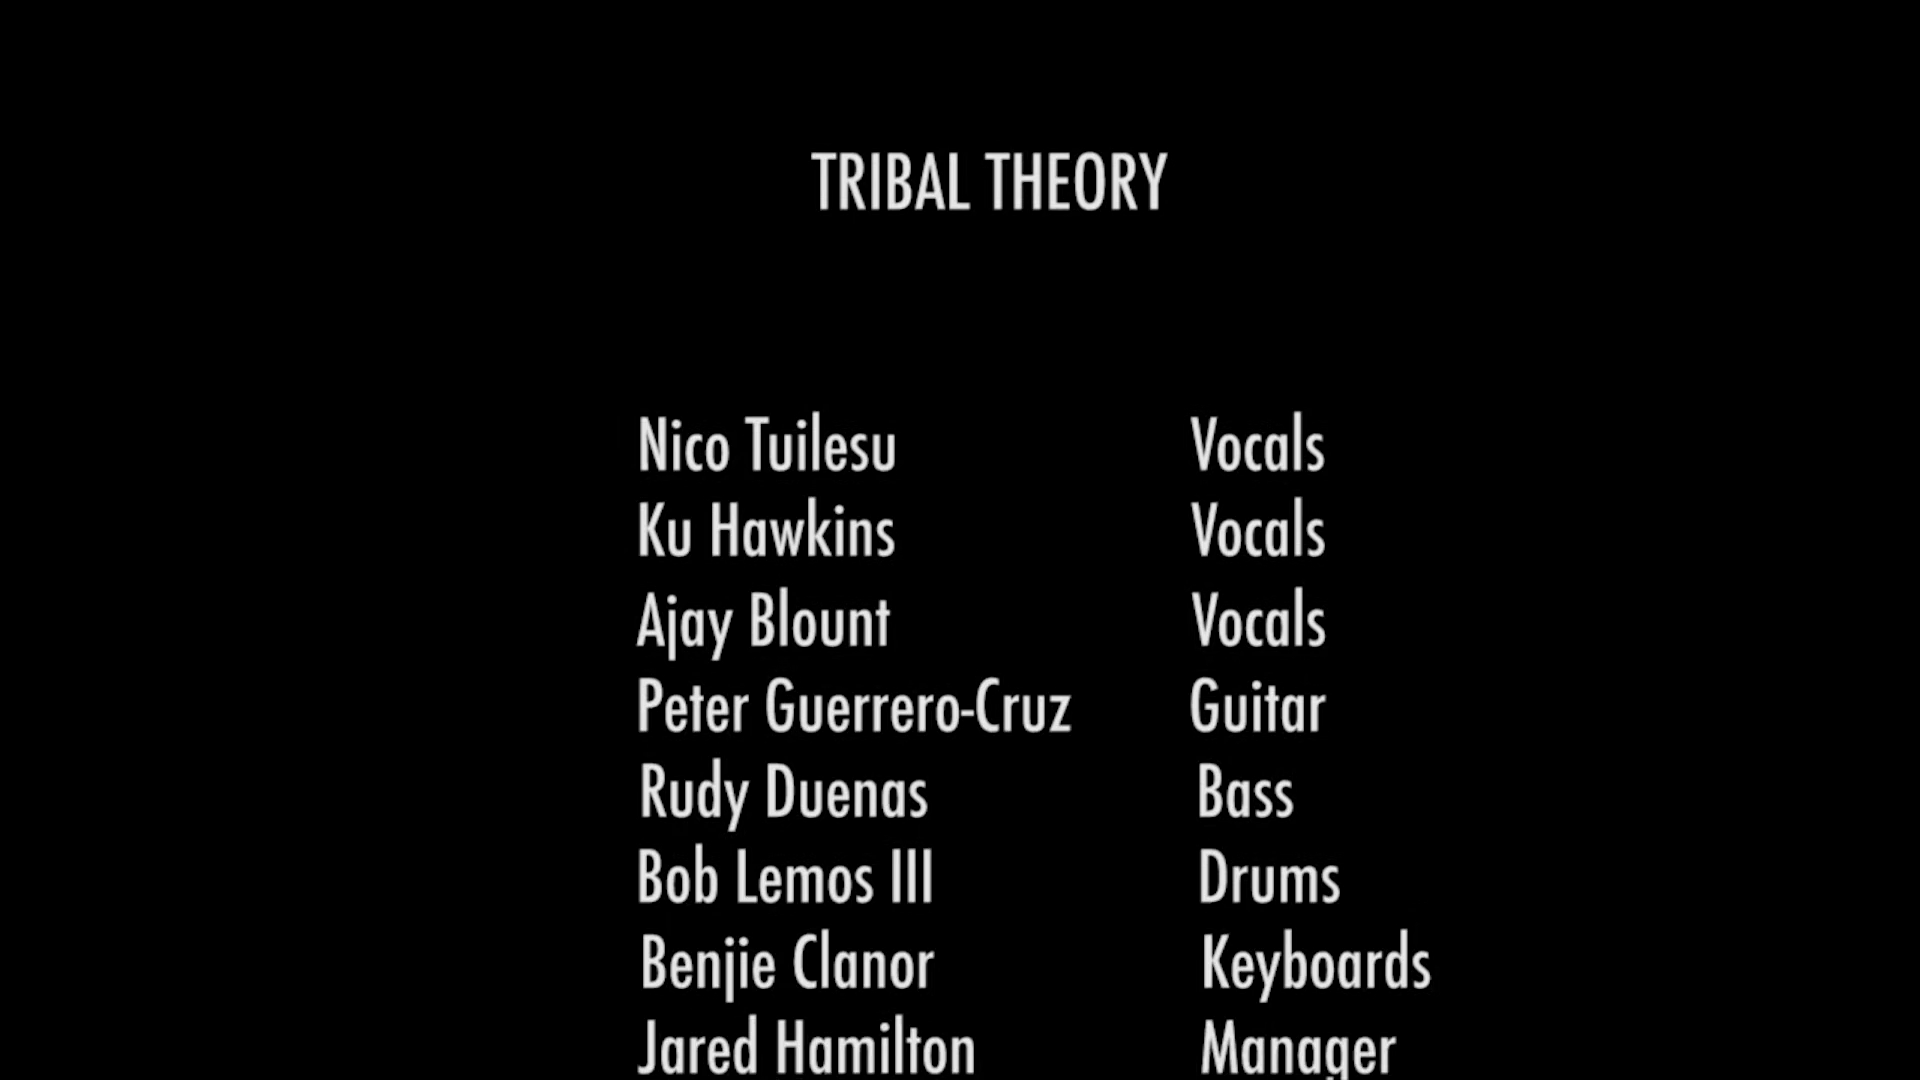 TRIBAL THEORY
Nico Tuilesu Vocals
Ku Hawkins Vocals
Ajay Blount Vocals
Peter Guerrero-Cruz Guitar
Rudy Duenas Bass
Bob Lemos III Drums
Benjie Clanor Keyboards
Jared Hamilton Manager